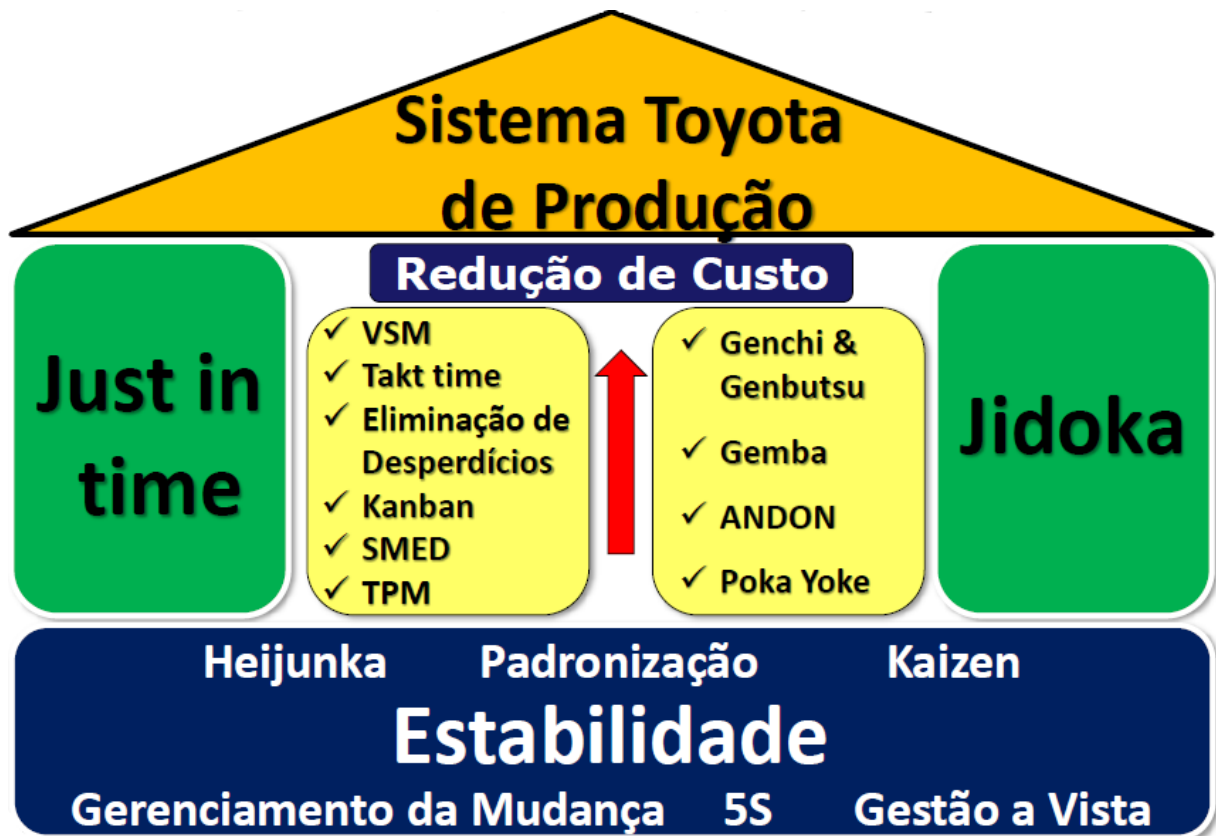 Sistema Toyota
de Produção
Redução de Custo
Just in
time
VSM
Takt time
Eliminação de
Desperdícios
Kanban
SMED
TPM
Genchi &
Genbutsu
Gemba
ANDON
Poka Yoke
Jidoka
Heijunka Padronização Kaizen
Estabilidade
Gerenciamento da Mudança 5S Gestão a Vista